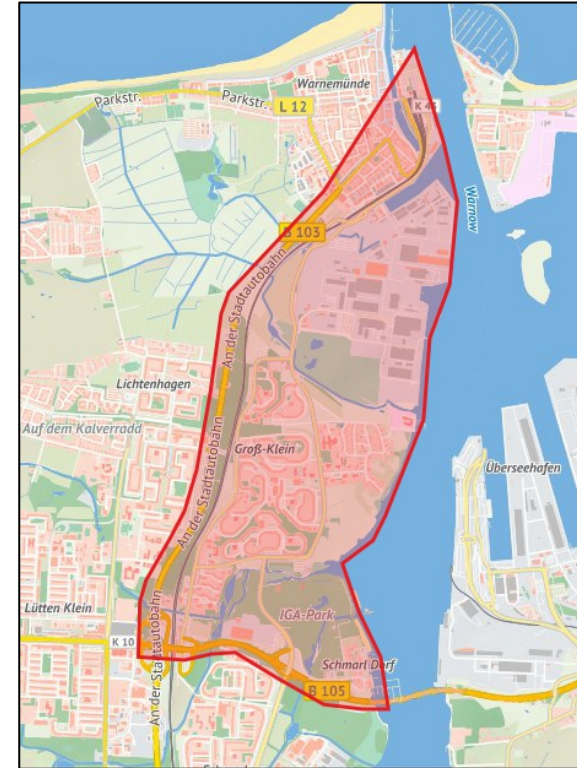 Warnemünde
Parkstr.
Parkstr.
L 12
Warnow
B 103
An der Stadtautobahn
Lichtenhagen
Auf dem Kalverradd
Groß-Klein
An der Stadtautobahn
Überseehafen
Lütten Klein
IGA-Park
K 10
An der Stadtautobahn
Schmarl Dorf
B 105